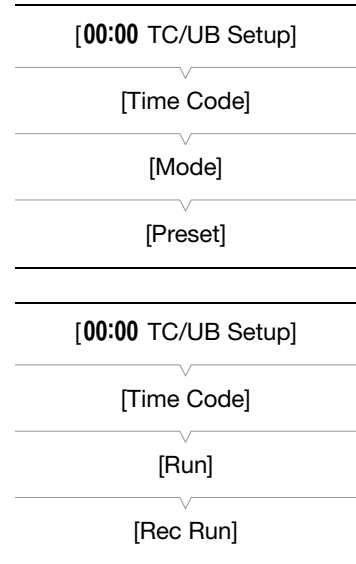 [00:00 TC/UB Setup]
[Time Code]
[Mode]
[Preset]
[00:00 TC/UB Setup]
[Time Code]
[Run]
[Rec Run]